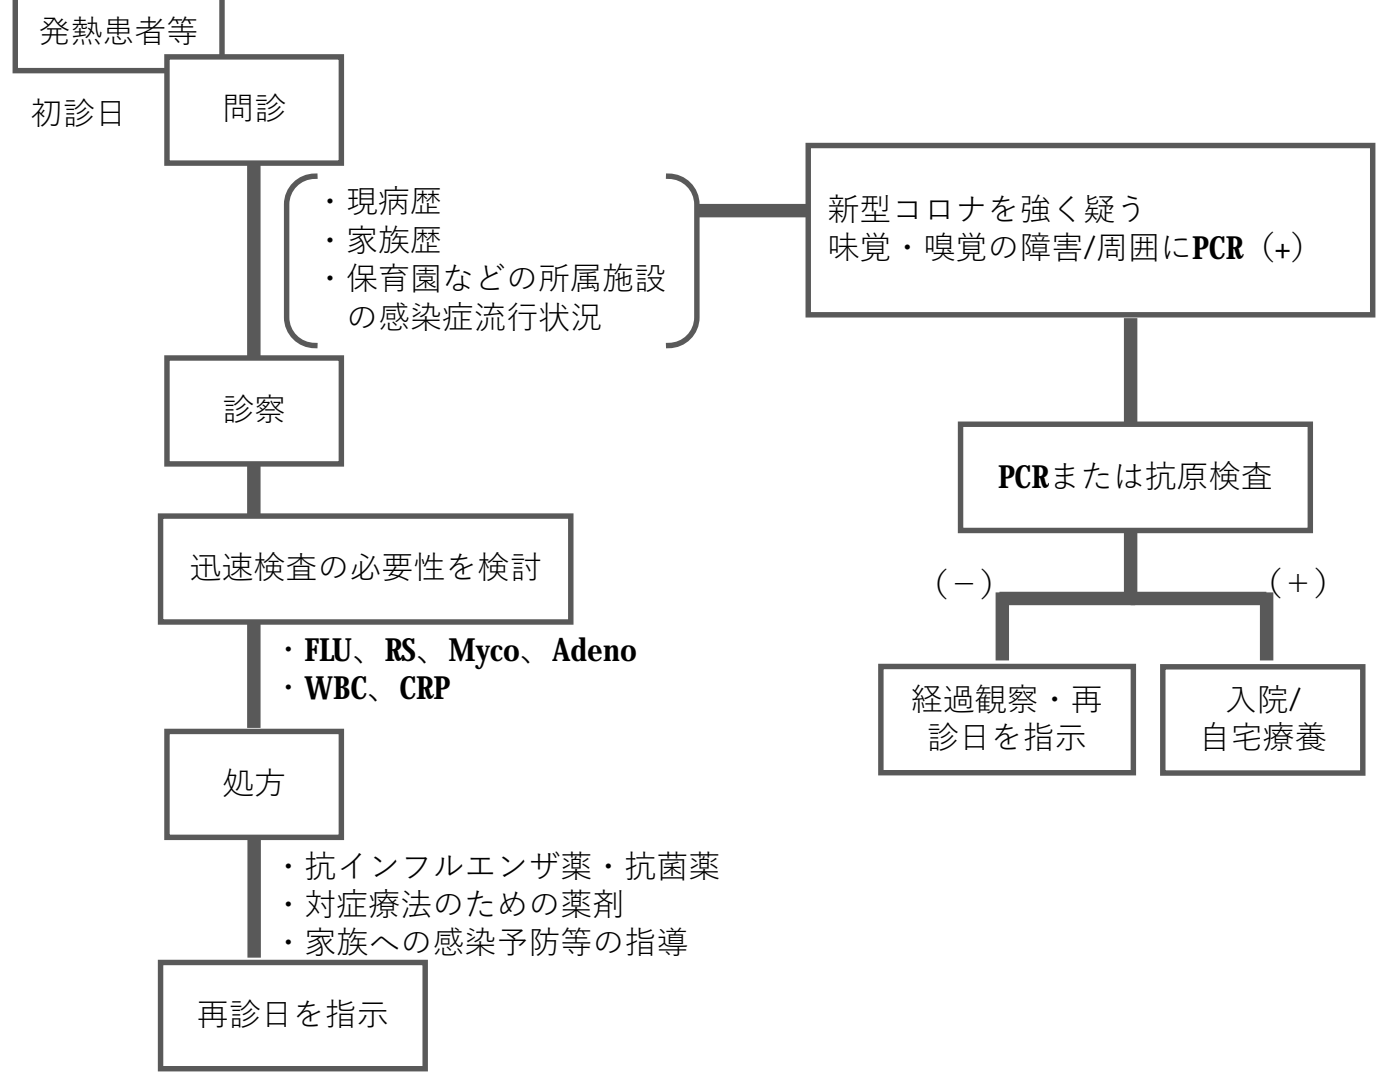 発熱患者等
初診日
問診
・現病歴
・家族歴
・保育園などの所属施設
の感染症流行状況
新型コロナを強く疑う
味覚・嗅覚の障害/周囲にPCR（+）
診察
PCRまたは抗原検査
迅速検査の必要性を検討
（－）
（＋）
・FLU、RS、Myco、Adeno
・WBC、CRP
経過観察・再
診日を指示
入院/
自宅療養
処方
・抗インフルエンザ薬・抗菌薬
・対症療法のための薬剤
・家族への感染予防等の指導
再診日を指示